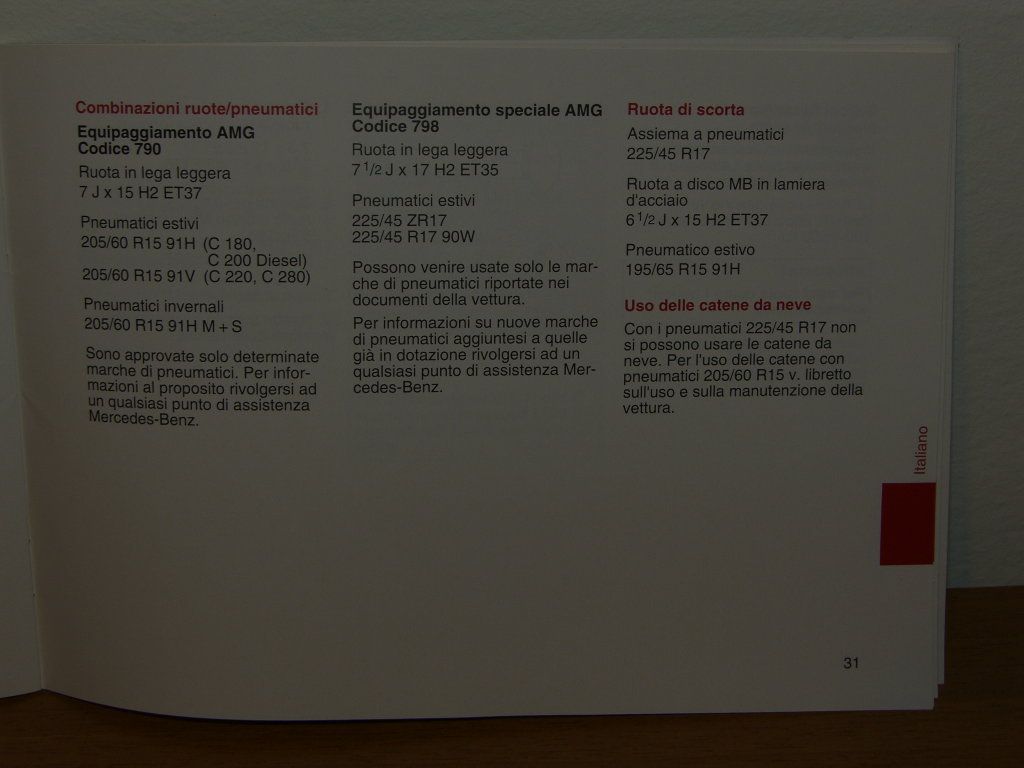 Combinazioni ruote/pneumatici
Equipaggiamento AMG
Codice 790
Ruota in lega leggera
7 J x 15 H2 ET37
Pneumatici estivi
205/60 R15 91H (C 180,
C 200 Diesel)
205/60 R15 91V (C 220, C 280)
Pneumatici invernali
205/60 R15 91H M + S
Sono approvate solo determinate
marche di pneumatici. Per infor-
mazioni al proposito rivolgersi ad
un qualsiasi punto di assistenza
Mercedes-Benz.
Equipaggiamento speciale AMG
Codice 798
Ruota in lega leggera
7 1/2 J x 17 H2 ET35
Pneumatici estivi
225/45 ZR17
225/45 R17 90W
Possono venire usate solo le mar-
che di pneumatici riportate nei
documenti della vettura.
Per informazioni su nuove marche
di pneumatici aggiuntesi a quelle
già in dotazione rivolgersi ad un
qualsiasi punto di assistenza Mer-
cedes-Benz.
Ruota di scorta
Assiema a pneumatici
225/45 R17
Ruota a disco MB in lamiera
d'acciaio
6 1/2 J x 15 H2 ET37
Pneumatico estivo
195/65 R15 91H
Uso delle catene da neve
Con i pneumatici 225/45 R17 non
si possono usare le catene da
neve. Per l'uso delle catene con
pneumatici 205/60 R15 v. libretto
sull'uso e sulla manutenzione della
vettura.
Italiano
31